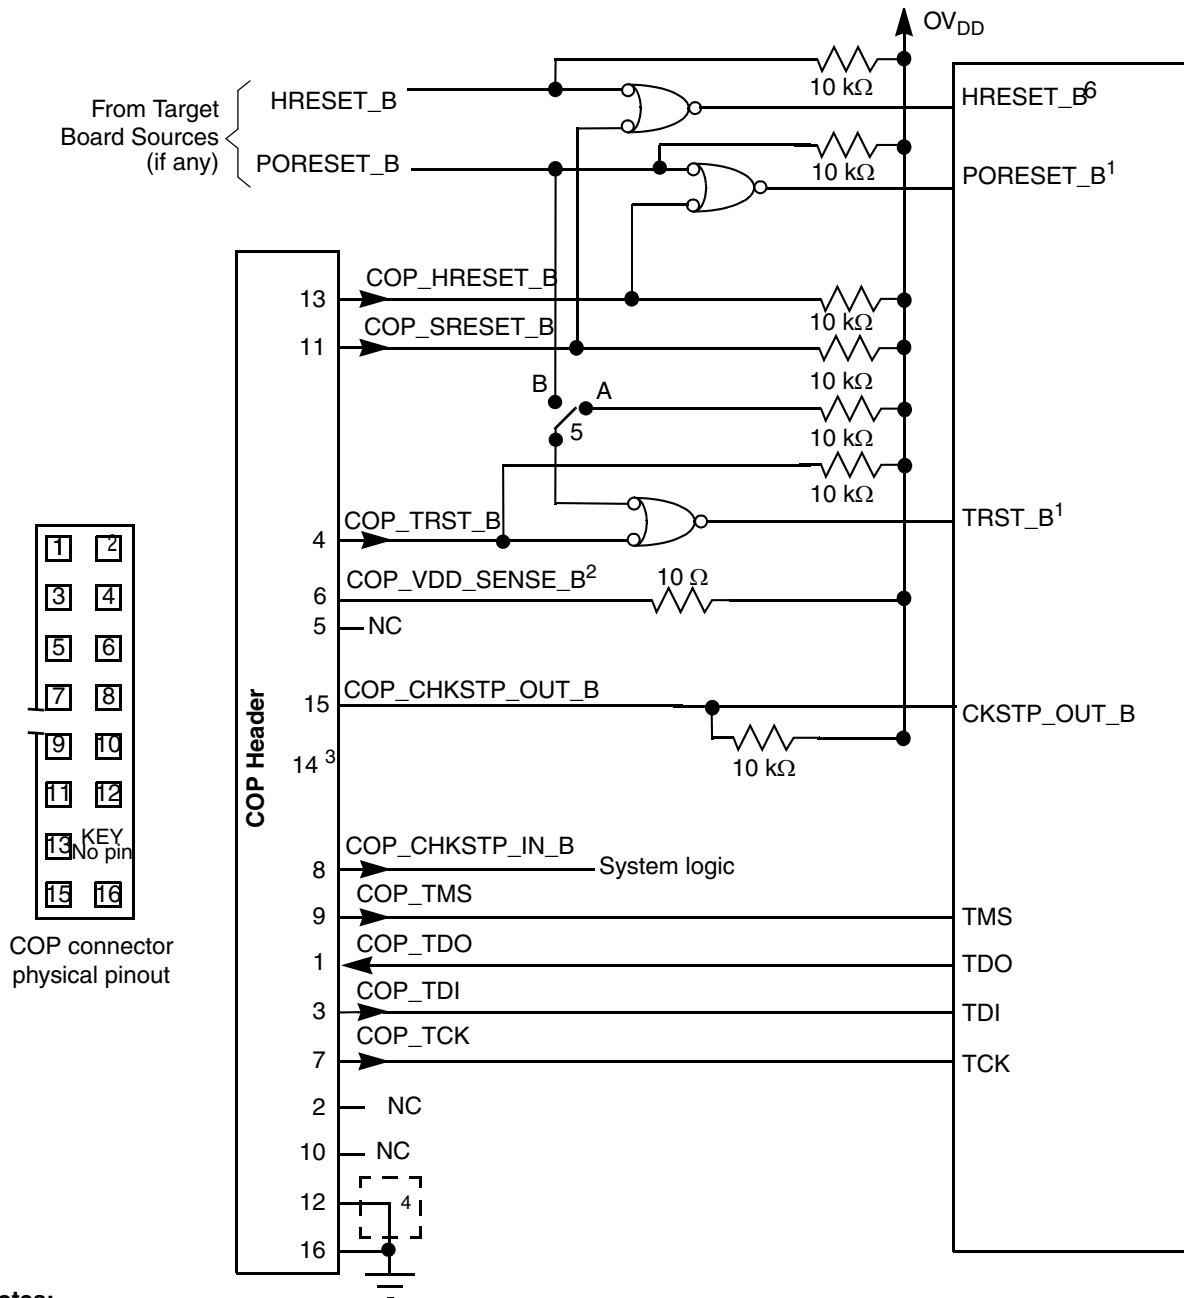 OVDD
10 kΩ
From Target
Board Sources
(if any)
HRESET_B
HRESET_B6
PORESET_B
10 kΩ
PORESET_B1
13
COP_HRESET_B
10 kΩ
11
COP_SRESET_B
10 kΩ
B
A
5
10 kΩ
10 kΩ
4
COP_TRST_B
TRST_B1
6
COP_VDD_SENSE_B2
10 Ω
5
NC
15
COP_CHKSTP_OUT_B
CKSTP_OUT_B
10 kΩ
14 3
COP Header
8
COP_CHKSTP_IN_B
System logic
9
COP_TMS
TMS
1
COP_TDO
TDO
3
COP_TDI
TDI
7
COP_TCK
TCK
2
NC
10
NC
12
4
16
1 2
3 4
5 6
7 8
9 10
11 12
13 KEY
No pin
15 16
COP connector
physical pinout